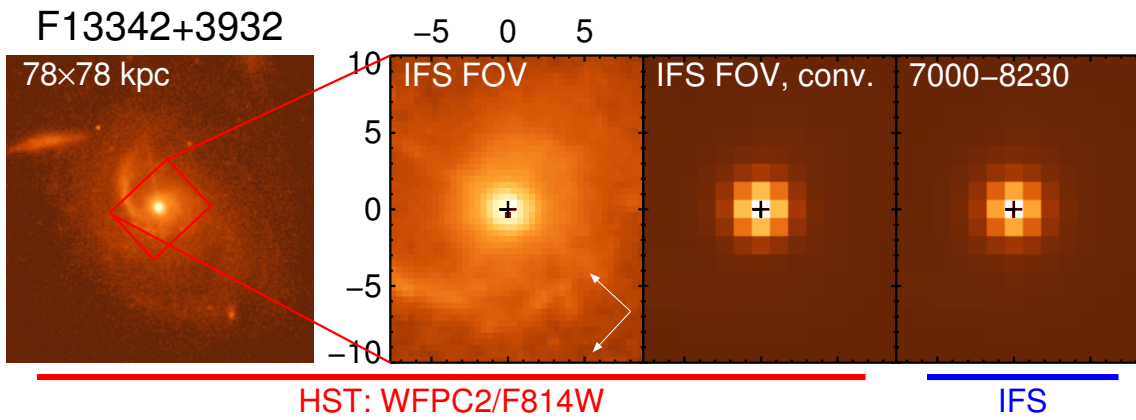 F13342+3932
−5 0 5
78×78 kpc
IFS FOV
IFS FOV, conv.
7000−8230
10
5
0
−5
−10
HST: WFPC2/F814W
IFS